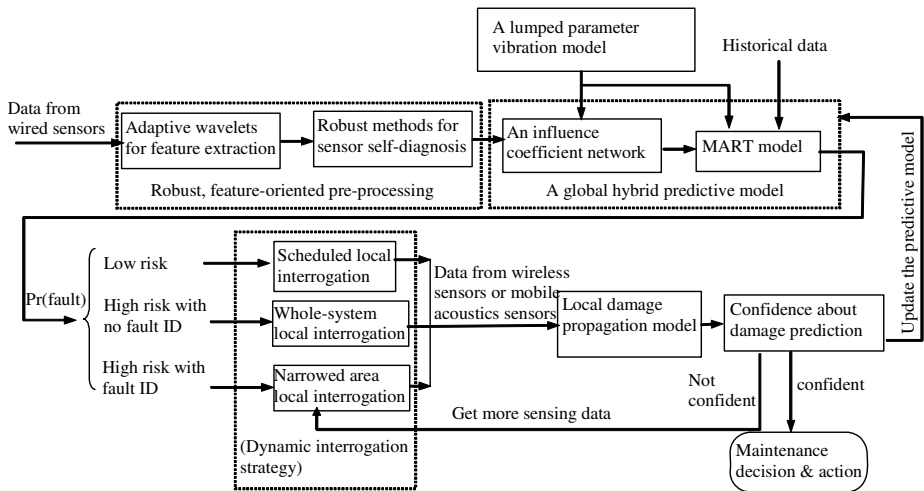 A lumped parameter
vibration model
Historical data
Data from
wired sensors
Adaptive wavelets
for feature extraction
Robust methods for
sensor self-diagnosis
An influence
coefficient network
MART model
Robust, feature-oriented pre-processing
A global hybrid predictive model
Update the predictive model
Pr(fault)
Low risk
High risk with
no fault ID
High risk with
fault ID
Scheduled local
interrogation
Whole-system
local interrogation
Narrowed area
local interrogation
(Dynamic interrogation
strategy)
Data from wireless
sensors or mobile
acoustics sensors
Local damage
propagation model
Confidence about
damage prediction
Not
confident
confident
Get more sensing data
Maintenance
decision & action